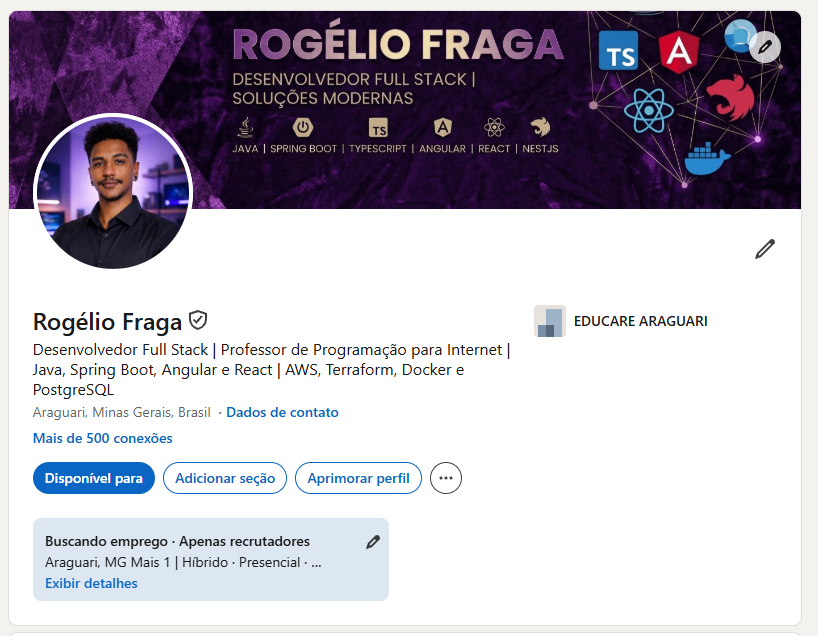 ROGÉLIO FRAGA
DESENVOLVEDOR FULL STACK |
SOLUÇÕES MODERNAS
TS
JAVA | SPRING BOOT | TYPESCRIPT | ANGULAR | REACT | NESTJS
TS
A
Rogélio Fraga
EDUCARE ARAGUARI
Desenvolvedor Full Stack | Professor de Programação para Internet |
Java, Spring Boot, Angular e React | AWS, Terraform, Docker e
PostgreSQL
Araguari, Minas Gerais, Brasil · Dados de contato
Mais de 500 conexões
Disponível para
Adicionar seção
Aprimorar perfil
Buscando emprego · Apenas recrutadores
Araguari, MG Mais 1 | Híbrido · Presencial · ...
Exibir detalhes